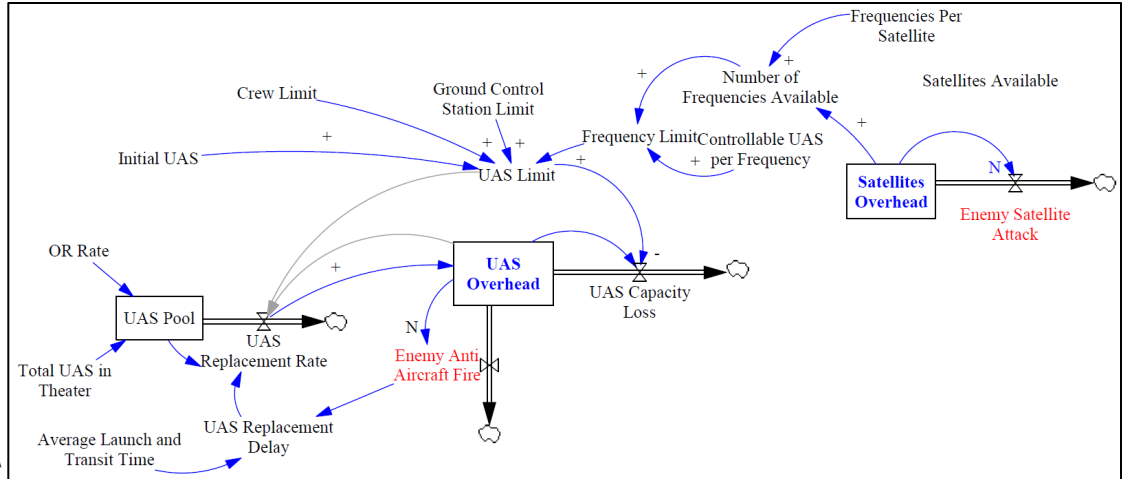 Frequencies Per
Satellite
+
Number of
Frequencies Available
Satellites Available
+
+
Crew Limit
Ground Control
Station Limit
+
Initial UAS
+
+
Frequency Limit
Controllable UAS
per Frequency
+
+
UAS Limit
N
Satellites
Overhead
Enemy Satellite
Attack
OR Rate
+
UAS
Overhead
-
UAS Capacity
Loss
UAS Pool
UAS
Replacement Rate
N
Enemy Anti
Aircraft Fire
Total UAS in
Theater
UAS Replacement
Delay
Average Launch and
Transit Time